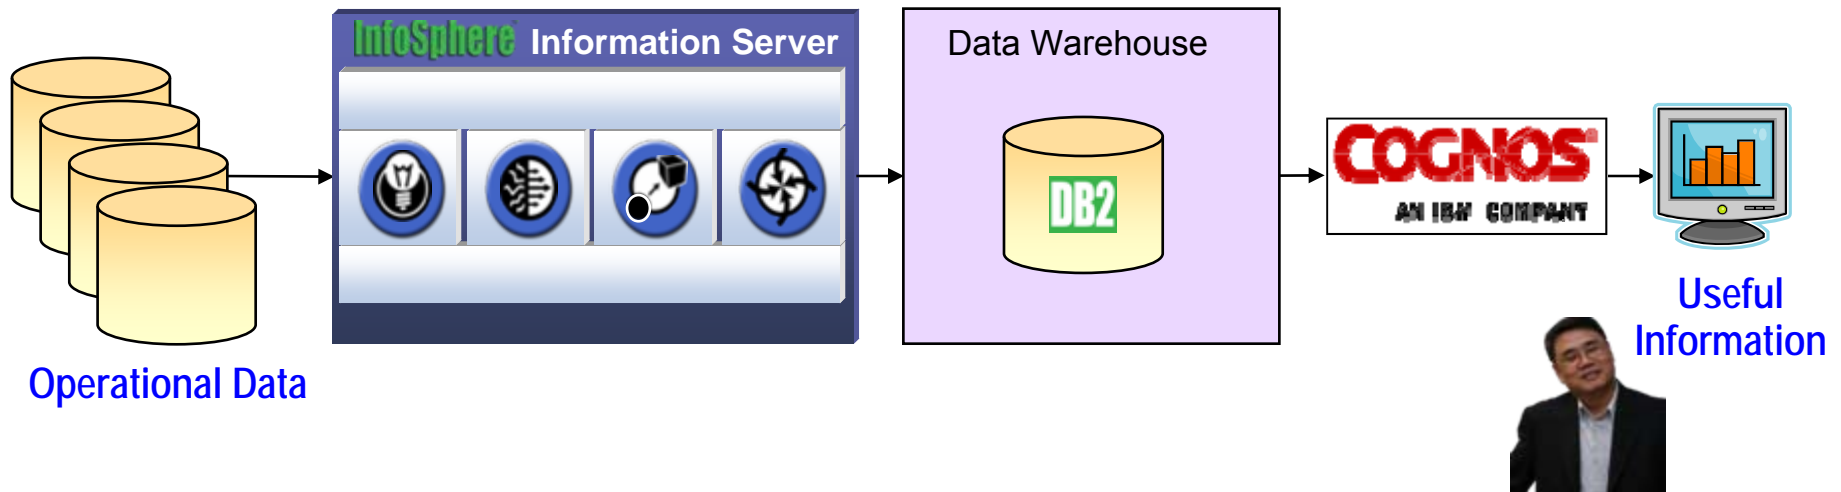 InfoSphere Information Server
Data Warehouse
DB2
COGNOS
AN IBM COMPANY
Operational Data
Useful
Information